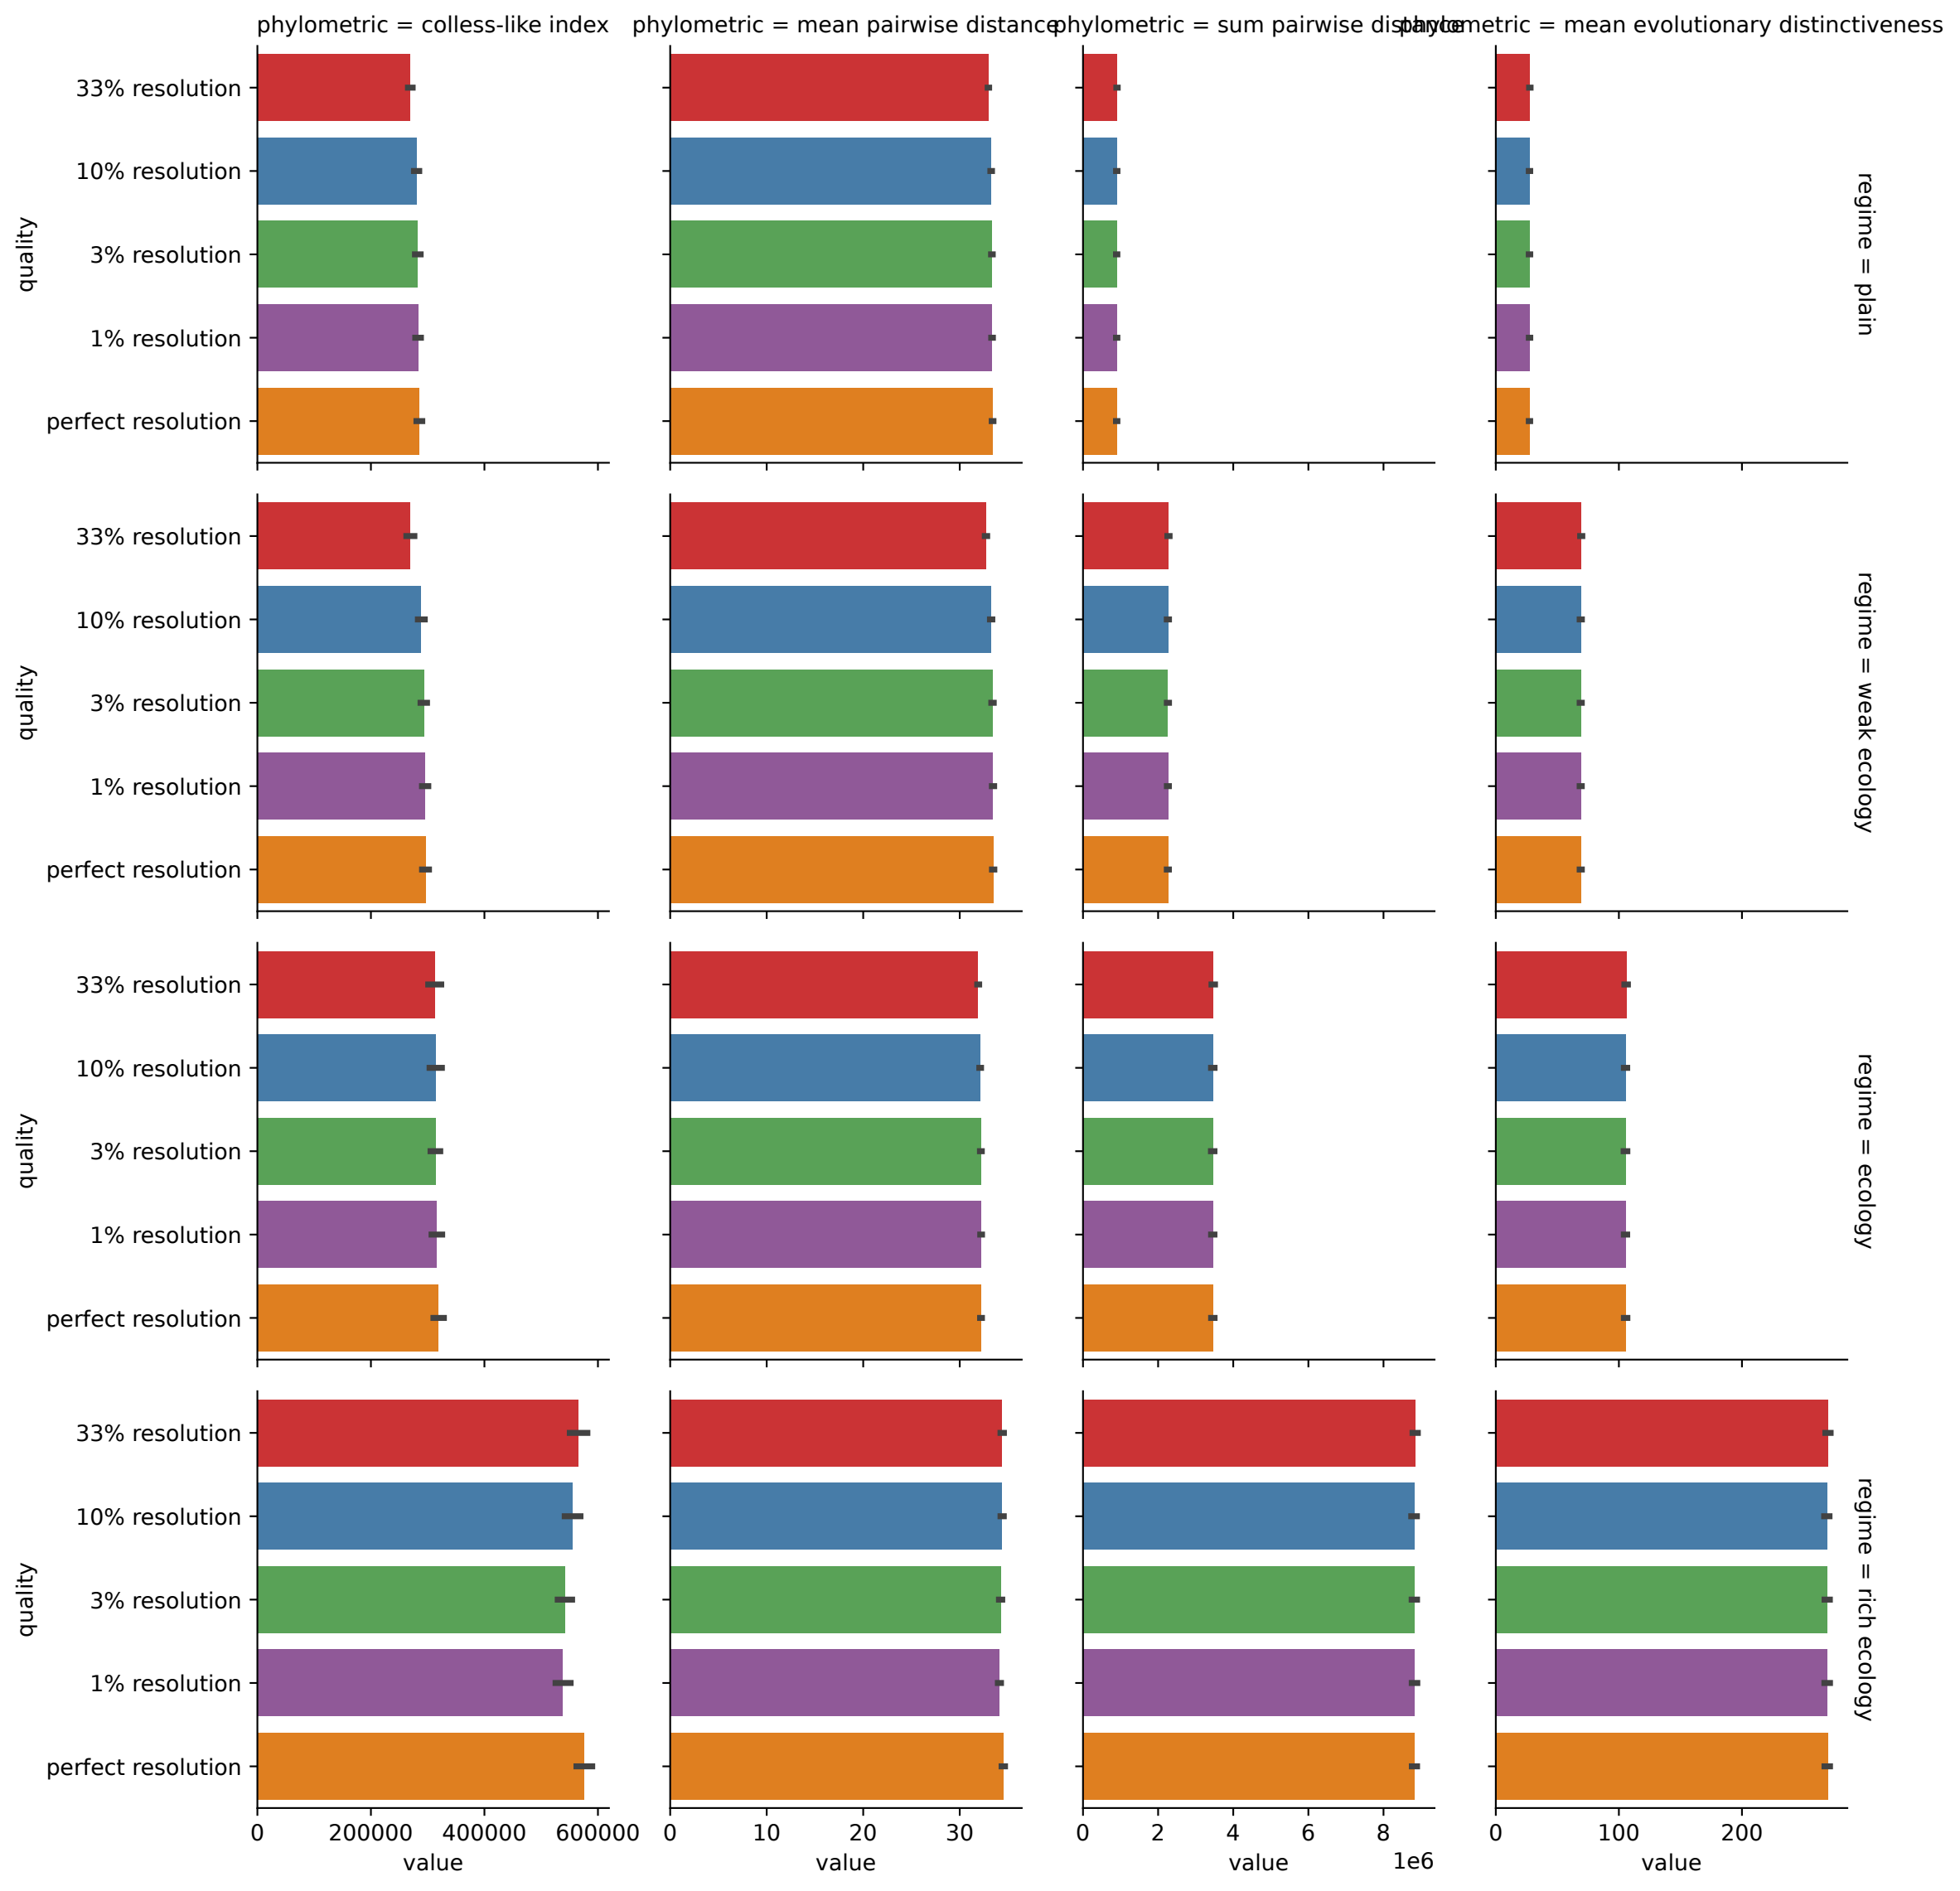 phylometric = colless-like index
phylometric = mean pairwise distance
phylometric = sum pairwise distance
phylometric = mean evolutionary distinctiveness
quality
33% resolution
10% resolution
3% resolution
1% resolution
perfect resolution
regime = plain
quality
33% resolution
10% resolution
3% resolution
1% resolution
perfect resolution
regime = weak ecology
quality
33% resolution
10% resolution
3% resolution
1% resolution
perfect resolution
regime = ecology
quality
33% resolution
10% resolution
3% resolution
1% resolution
perfect resolution
regime = rich ecology
0 200000 400000 600000
value
0 10 20 30
value
0 2 4 6 8
1e6
value
0 100 200
value